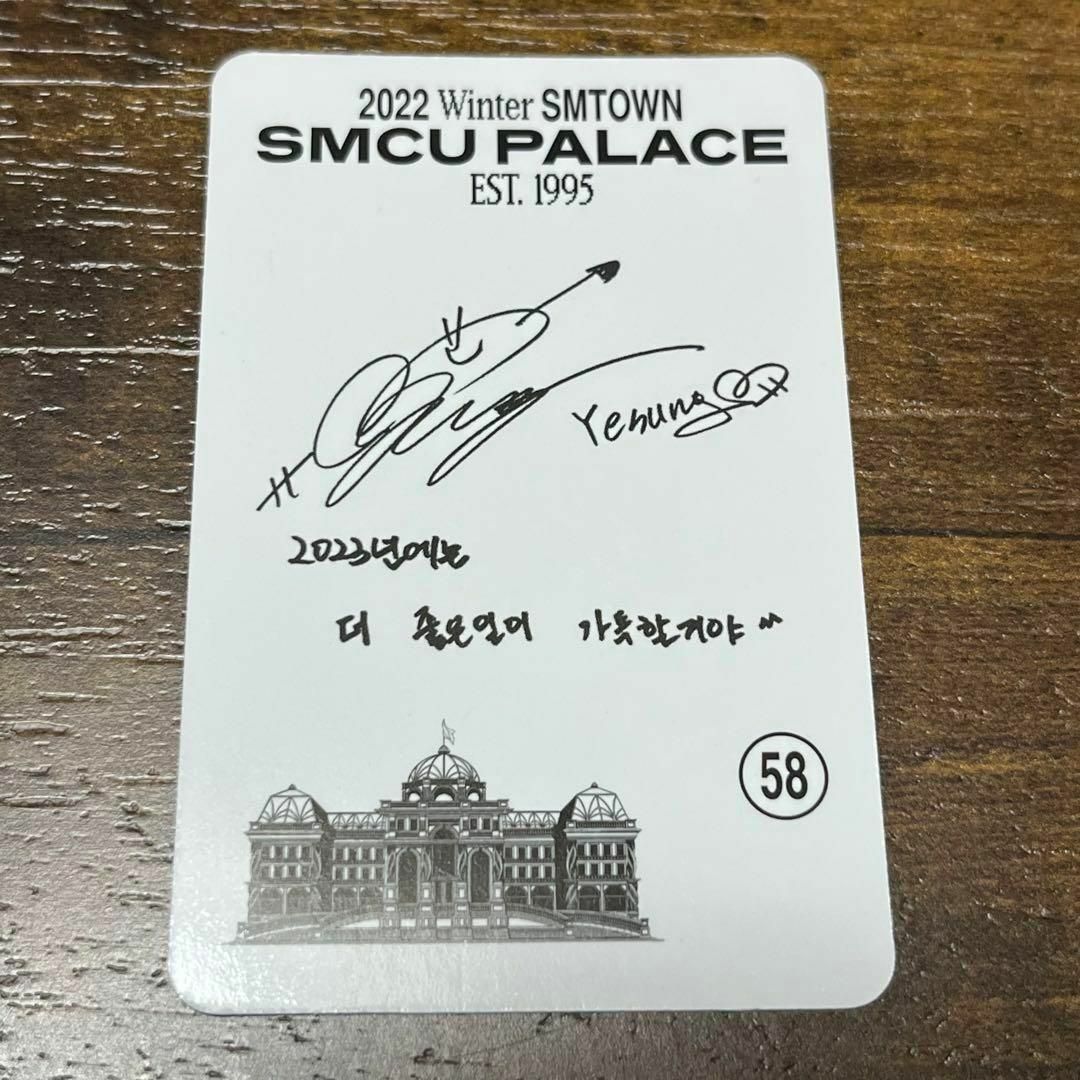 2022 Winter SMTOWN
SMCU PALACE
EST. 1995
Yesung
2023년에는
더 좋은일이 가득할거야 ^^
58